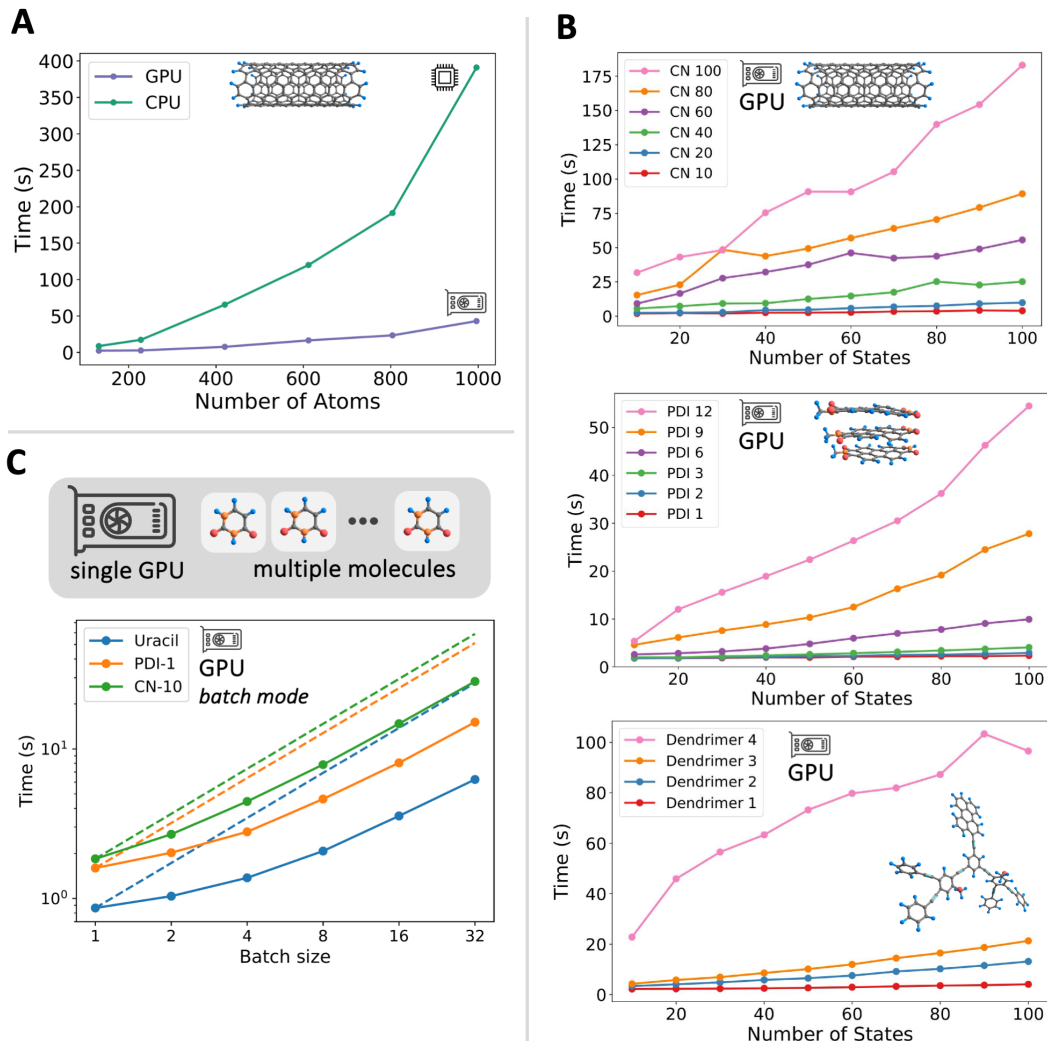 A
400
350
300
250
200
150
100
50
0
Time (s)
GPU
CPU
200
400
600
800
1000
Number of Atoms
B
175
150
125
100
75
50
25
0
Time (s)
CN 100
CN 80
CN 60
CN 40
CN 20
CN 10
GPU
20
40
60
80
100
Number of States
50
40
30
20
10
0
Time (s)
PDI 12
PDI 9
PDI 6
PDI 3
PDI 2
PDI 1
GPU
20
40
60
80
100
Number of States
100
80
60
40
20
0
Time (s)
Dendrimer 4
Dendrimer 3
Dendrimer 2
Dendrimer 1
GPU
20
40
60
80
100
Number of States
C
single GPU
multiple molecules
10¹
10⁰
Time (s)
Uracil
PDI-1
CN-10
GPU
batch mode
1
2
4
8
16
32
Batch size